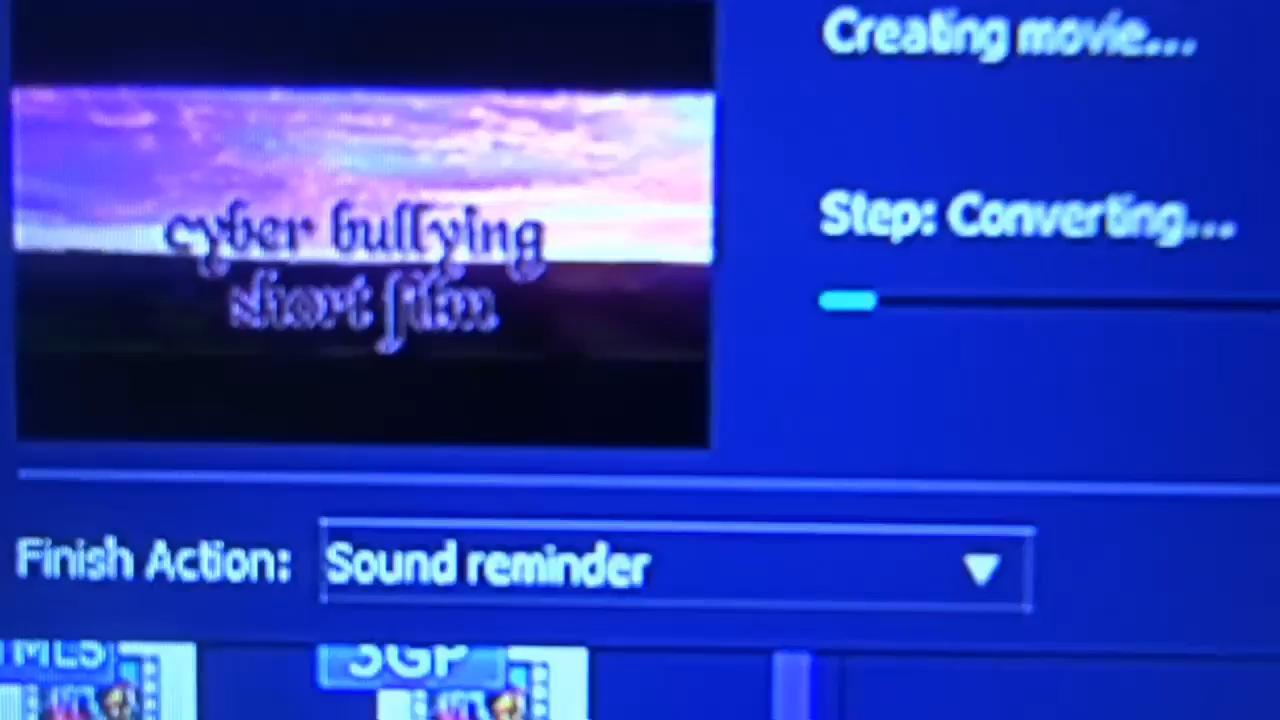 Creating movie...
cyber bullying
short film
Step: Converting...
Finish Action: Sound reminder
3GP